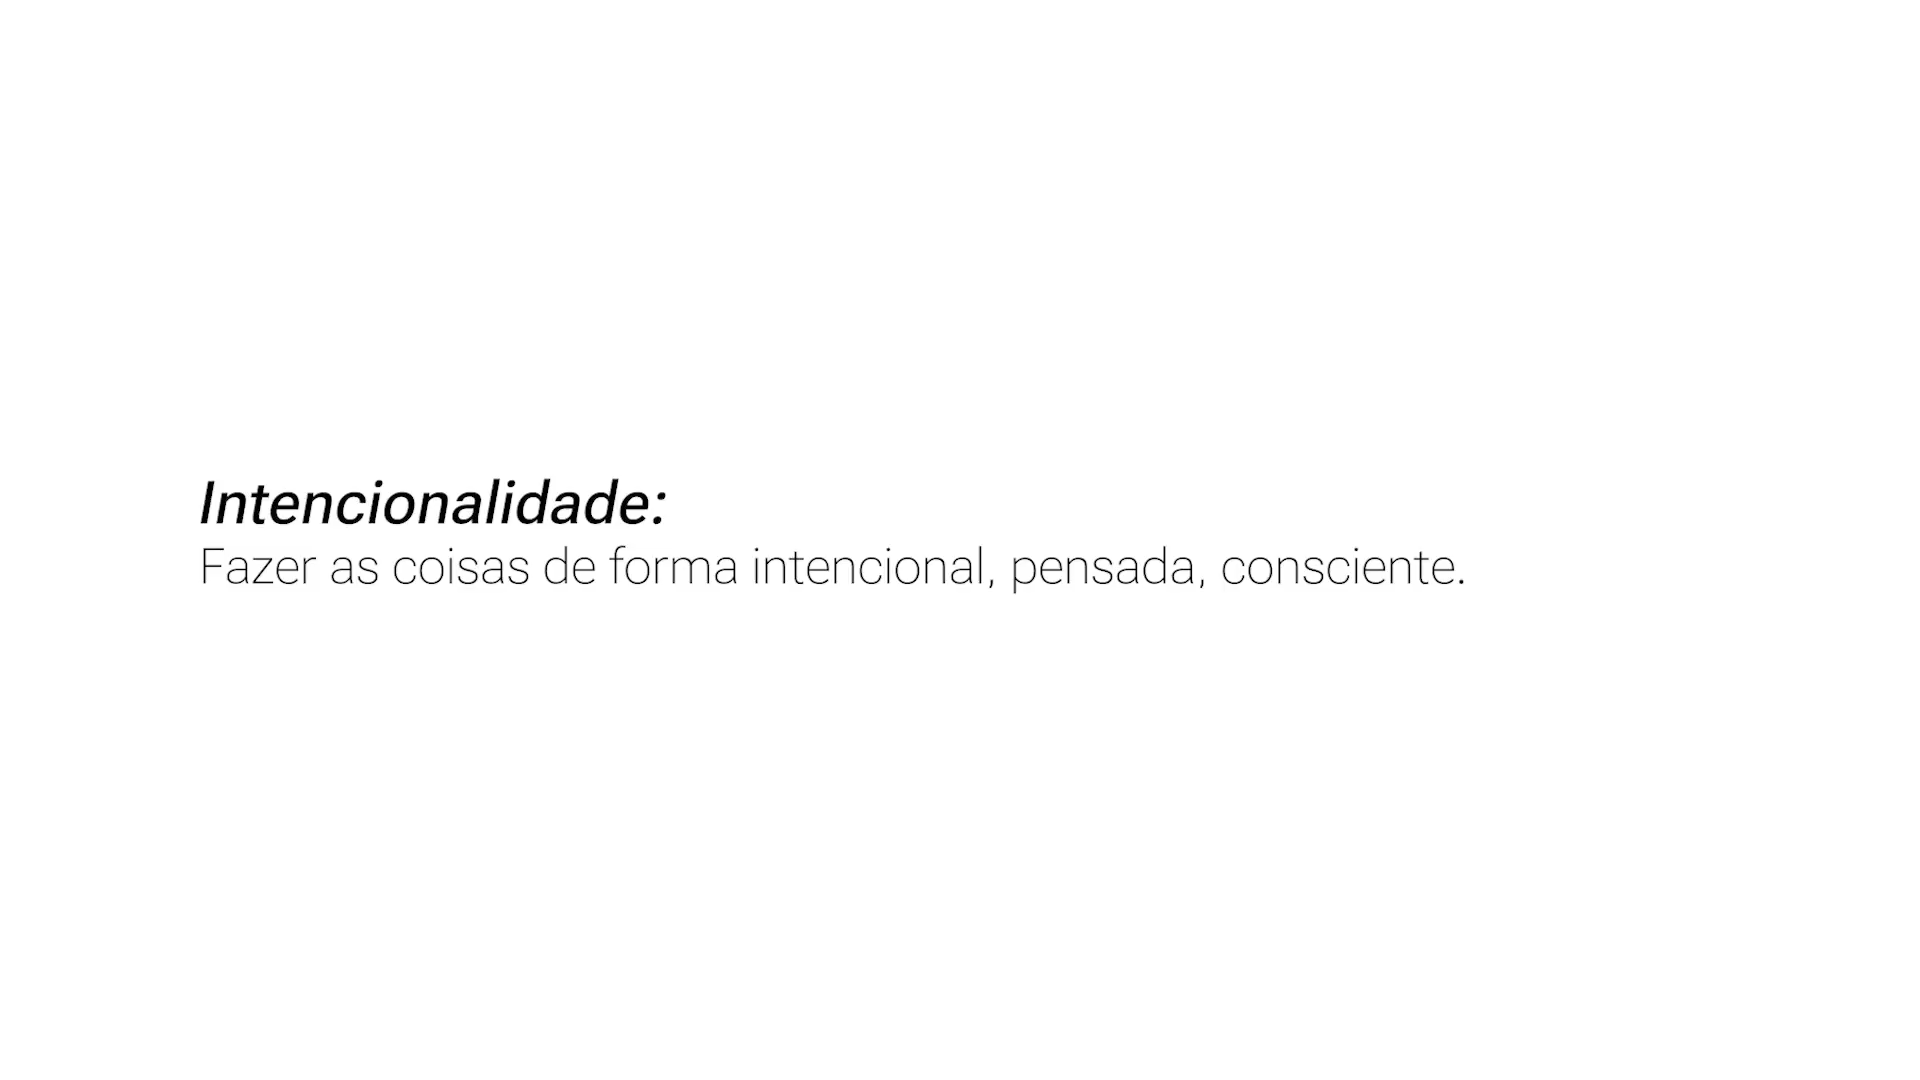 Intencionalidade:
Fazer as coisas de forma intencional, pensada, consciente.